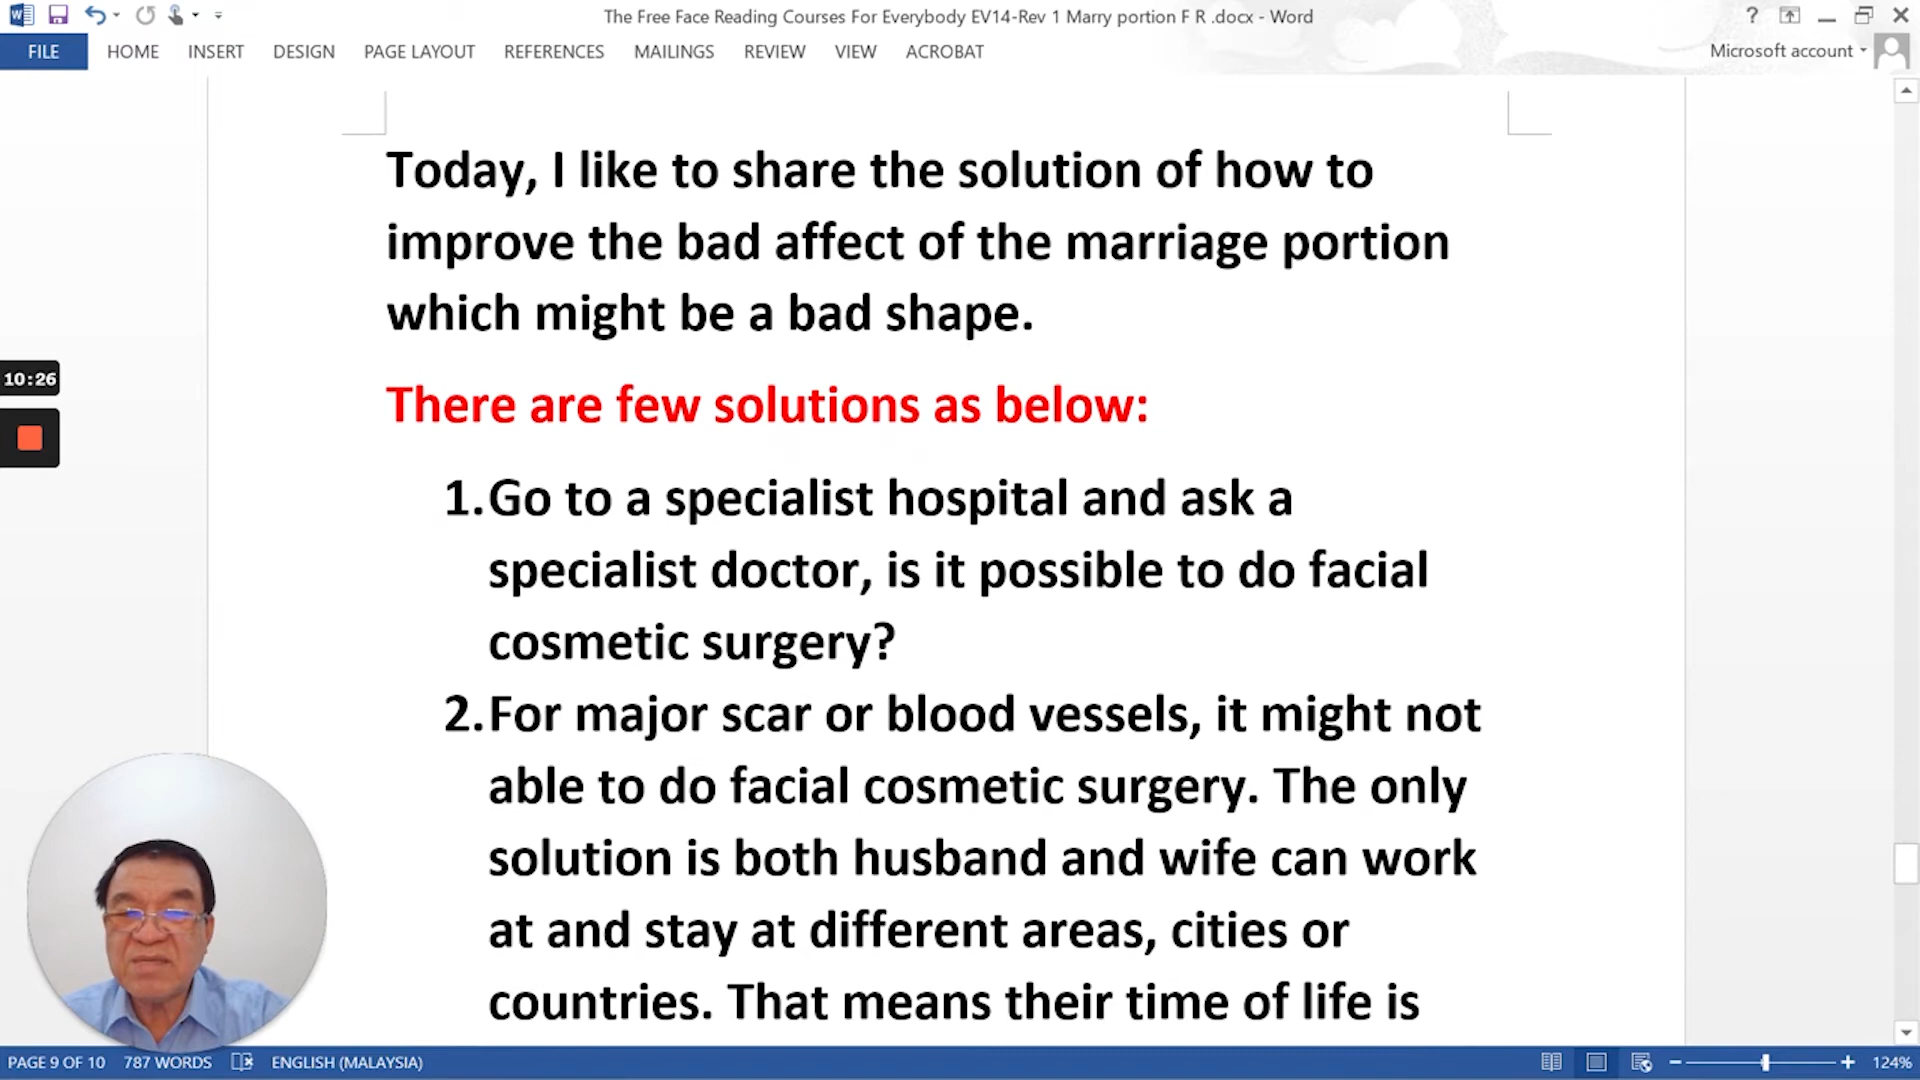 The Free Face Reading Courses For Everybody EV14-Rev 1 Marry portion F R .docx - Word
?
FILE HOME INSERT DESIGN PAGE LAYOUT REFERENCES MAILINGS REVIEW VIEW ACROBAT Microsoft account
Today, I like to share the solution of how to
improve the bad affect of the marriage portion
which might be a bad shape.
10:26
There are few solutions as below:
1.Go to a specialist hospital and ask a
specialist doctor, is it possible to do facial
cosmetic surgery?
2.For major scar or blood vessels, it might not
able to do facial cosmetic surgery. The only
solution is both husband and wife can work
at and stay at different areas, cities or
countries. That means their time of life is
PAGE 9 OF 10 787 WORDS ENGLISH (MALAYSIA) 124%